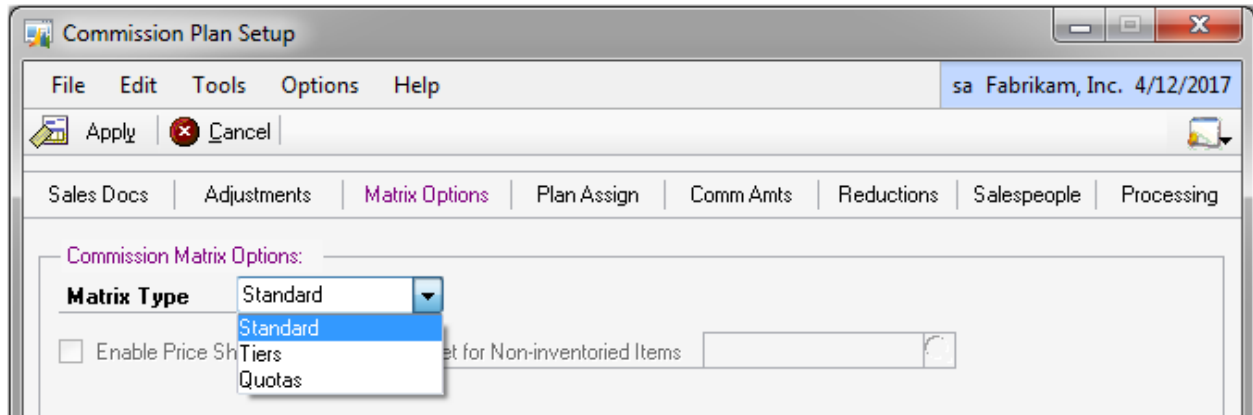 Commission Plan Setup
File Edit Tools Options Help sa Fabrikam, Inc. 4/12/2017
Apply Cancel
Sales Docs Adjustments Matrix Options Plan Assign Comm Amts Reductions Salespeople Processing
Commission Matrix Options:
Matrix Type Standard
Standard
Enable Price Sh et for Non-inventoried Items
Tiers
Quotas